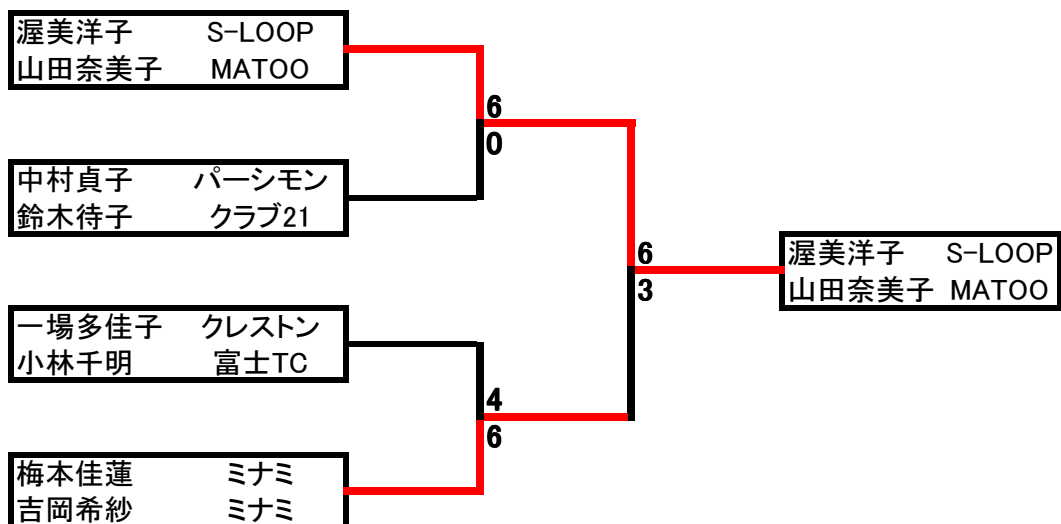 渥美洋子 S-LOOP
山田奈美子 MATOO
6
0
中村貞子 パーシモン
鈴木待子 クラブ21
6
3
渥美洋子 S-LOOP
山田奈美子 MATOO
一場多佳子 クレストン
小林千明 富士TC
4
6
梅本佳蓮 ミナミ
吉岡希紗 ミナミ